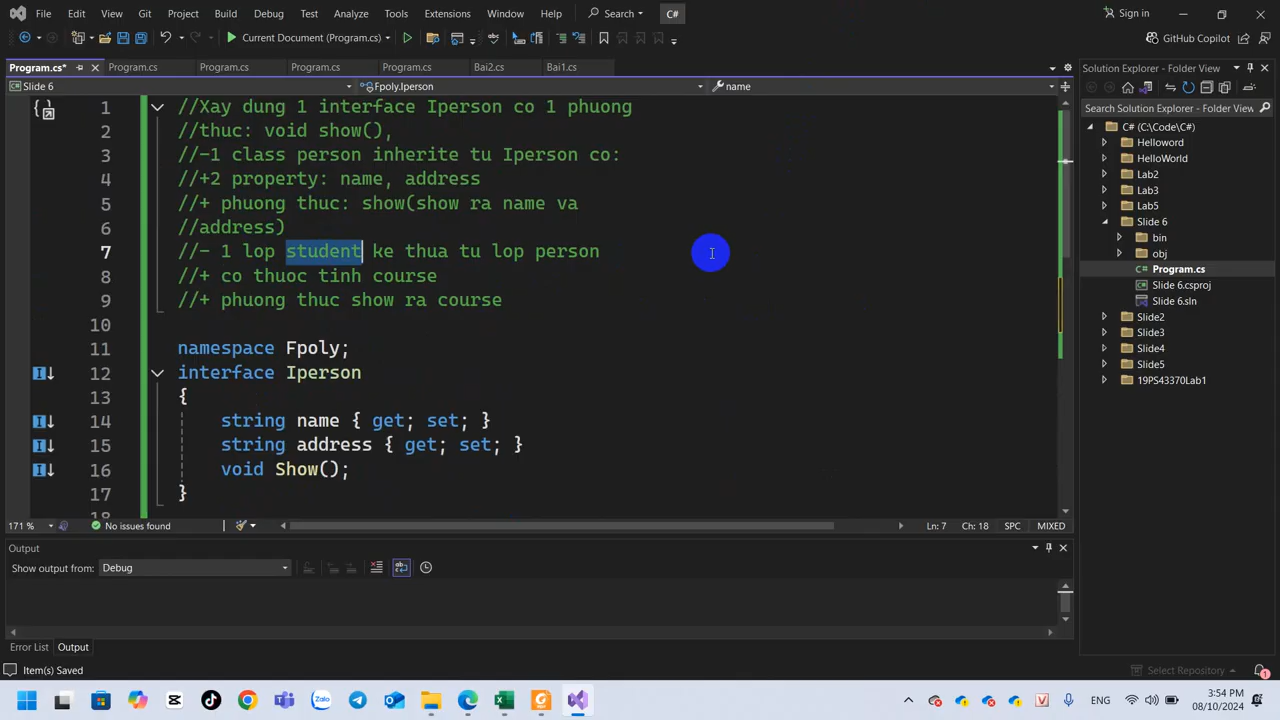 File Edit View Git Project Build Debug Test Analyze Tools Extensions Window Help Search C# Sign in
Current Document (Program.cs) GitHub Copilot
Program.cs* Program.cs Program.cs Program.cs Program.cs Bai2.cs Bai1.cs
Slide 6 Fpoly.Iperson name
1 //Xay dung 1 interface Iperson co 1 phuong
2 //thuc: void show(),
3 //-1 class person inherite tu Iperson co:
4 //+2 property: name, address
5 //+ phuong thuc: show(show ra name va
6 //address)
7 //- 1 lop student ke thua tu lop person
8 //+ co thuoc tinh course
9 //+ phuong thuc show ra course
10
11 namespace Fpoly;
12 interface Iperson
13 {
14 string name { get; set; }
15 string address { get; set; }
16 void Show();
17 }
18
171 % No issues found Ln: 7 Ch: 18 SPC MIXED
Output
Show output from: Debug
Error List Output
Item(s) Saved
Solution Explorer - Folder View
Search Solution Explorer - Folder View
C# (C:\Code\C#)
Helloword
HelloWorld
Lab2
Lab3
Lab5
Slide 6
bin
obj
Program.cs
Slide 6.csproj
Slide 6.sln
Slide2
Slide3
Slide4
Slide5
19PS43370Lab1
Select Repository 1
Zalo
ENG
3:54 PM
08/10/2024